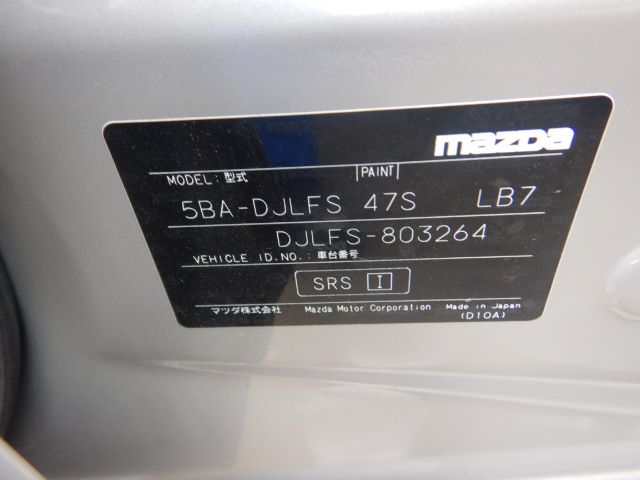 mazda
MODEL:型式 PAINT
5BA-DJLFS 47S LB7
DJLFS-803264
VEHICLE ID.NO.:車台番号
SRS I
マツダ株式会社 Mazda Motor Corporation Made in Japan
(D10A)